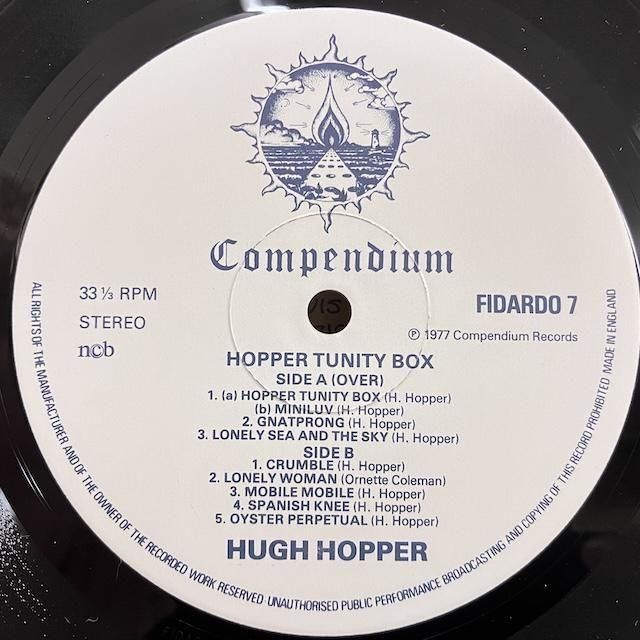 Compendium
33 1/3 RPM
STEREO
ncb
FIDARDO 7
℗ 1977 Compendium Records
HOPPER TUNITY BOX
SIDE A (OVER)
1. (a) HOPPER TUNITY BOX (H. Hopper)
(b) MINILUV (H. Hopper)
2. GNATPRONG (H. Hopper)
3. LONELY SEA AND THE SKY (H. Hopper)
SIDE B
1. CRUMBLE (H. Hopper)
2. LONELY WOMAN (Ornette Coleman)
3. MOBILE MOBILE (H. Hopper)
4. SPANISH KNEE (H. Hopper)
5. OYSTER PERPETUAL (H. Hopper)
HUGH HOPPER
ALL RIGHTS OF THE MANUFACTURER AND OF THE OWNER OF THE RECORDED WORK RESERVED·UNAUTHORISED PUBLIC PERFORMANCE BROADCASTING AND COPYING OF THIS RECORD PROHIBITED MADE IN ENGLAND